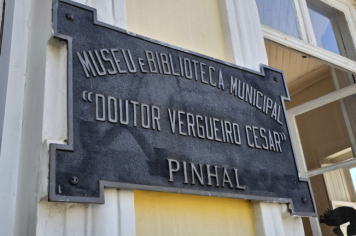 MUSEU E BIBLIOTECA MUNICIPAL
"DOUTOR VERGUEIRO CESAR"
PINHAL